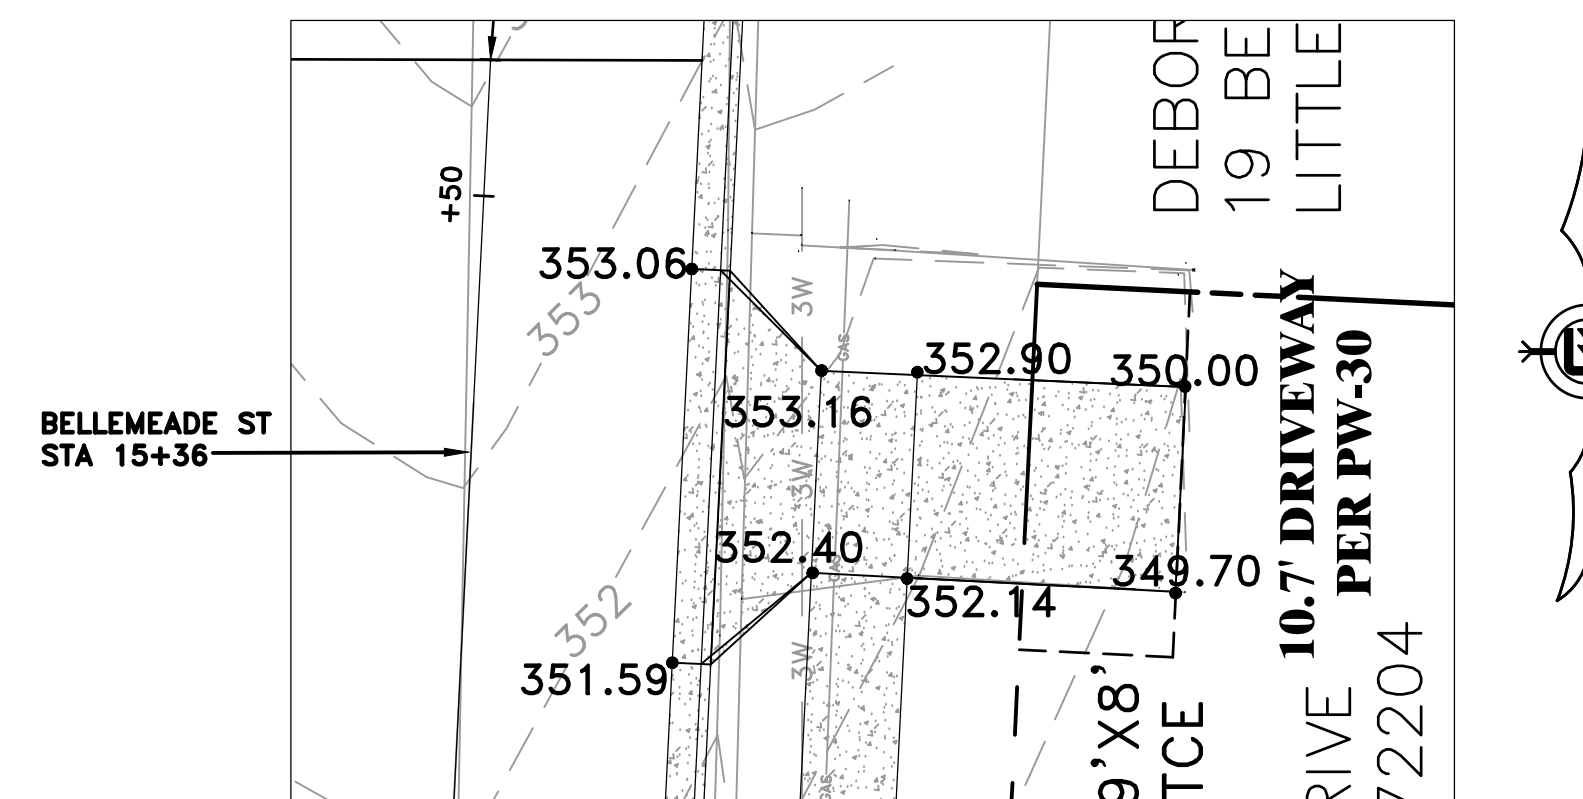 DEBOR
19 BE
LITTLE
+50
353.06
353
3W
GAS
352.90
350.00
353.16
BELLEMEADE ST
STA 15+36
3W
10.7' DRIVEWAY
PER PW-30
352.40
GAS
349.70
352.14
352
3W
351.59
9'X8'
TCE
RIVE
72204
GAS